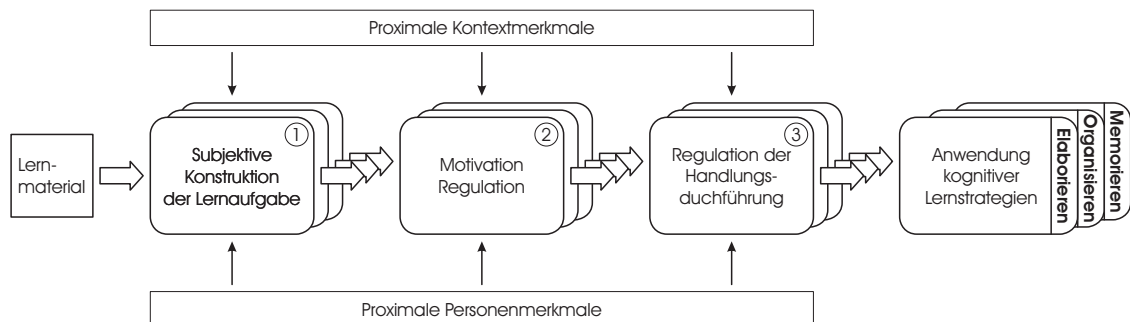 Proximale Kontextmerkmale
Lern-
material
1
Subjektive
Konstruktion
der Lernaufgabe
2
Motivation
Regulation
3
Regulation der
Handlungs-
duchführung
Anwendung
kognitiver
Lernstrategien
Elaborieren
Organisieren
Memorieren
Proximale Personenmerkmale